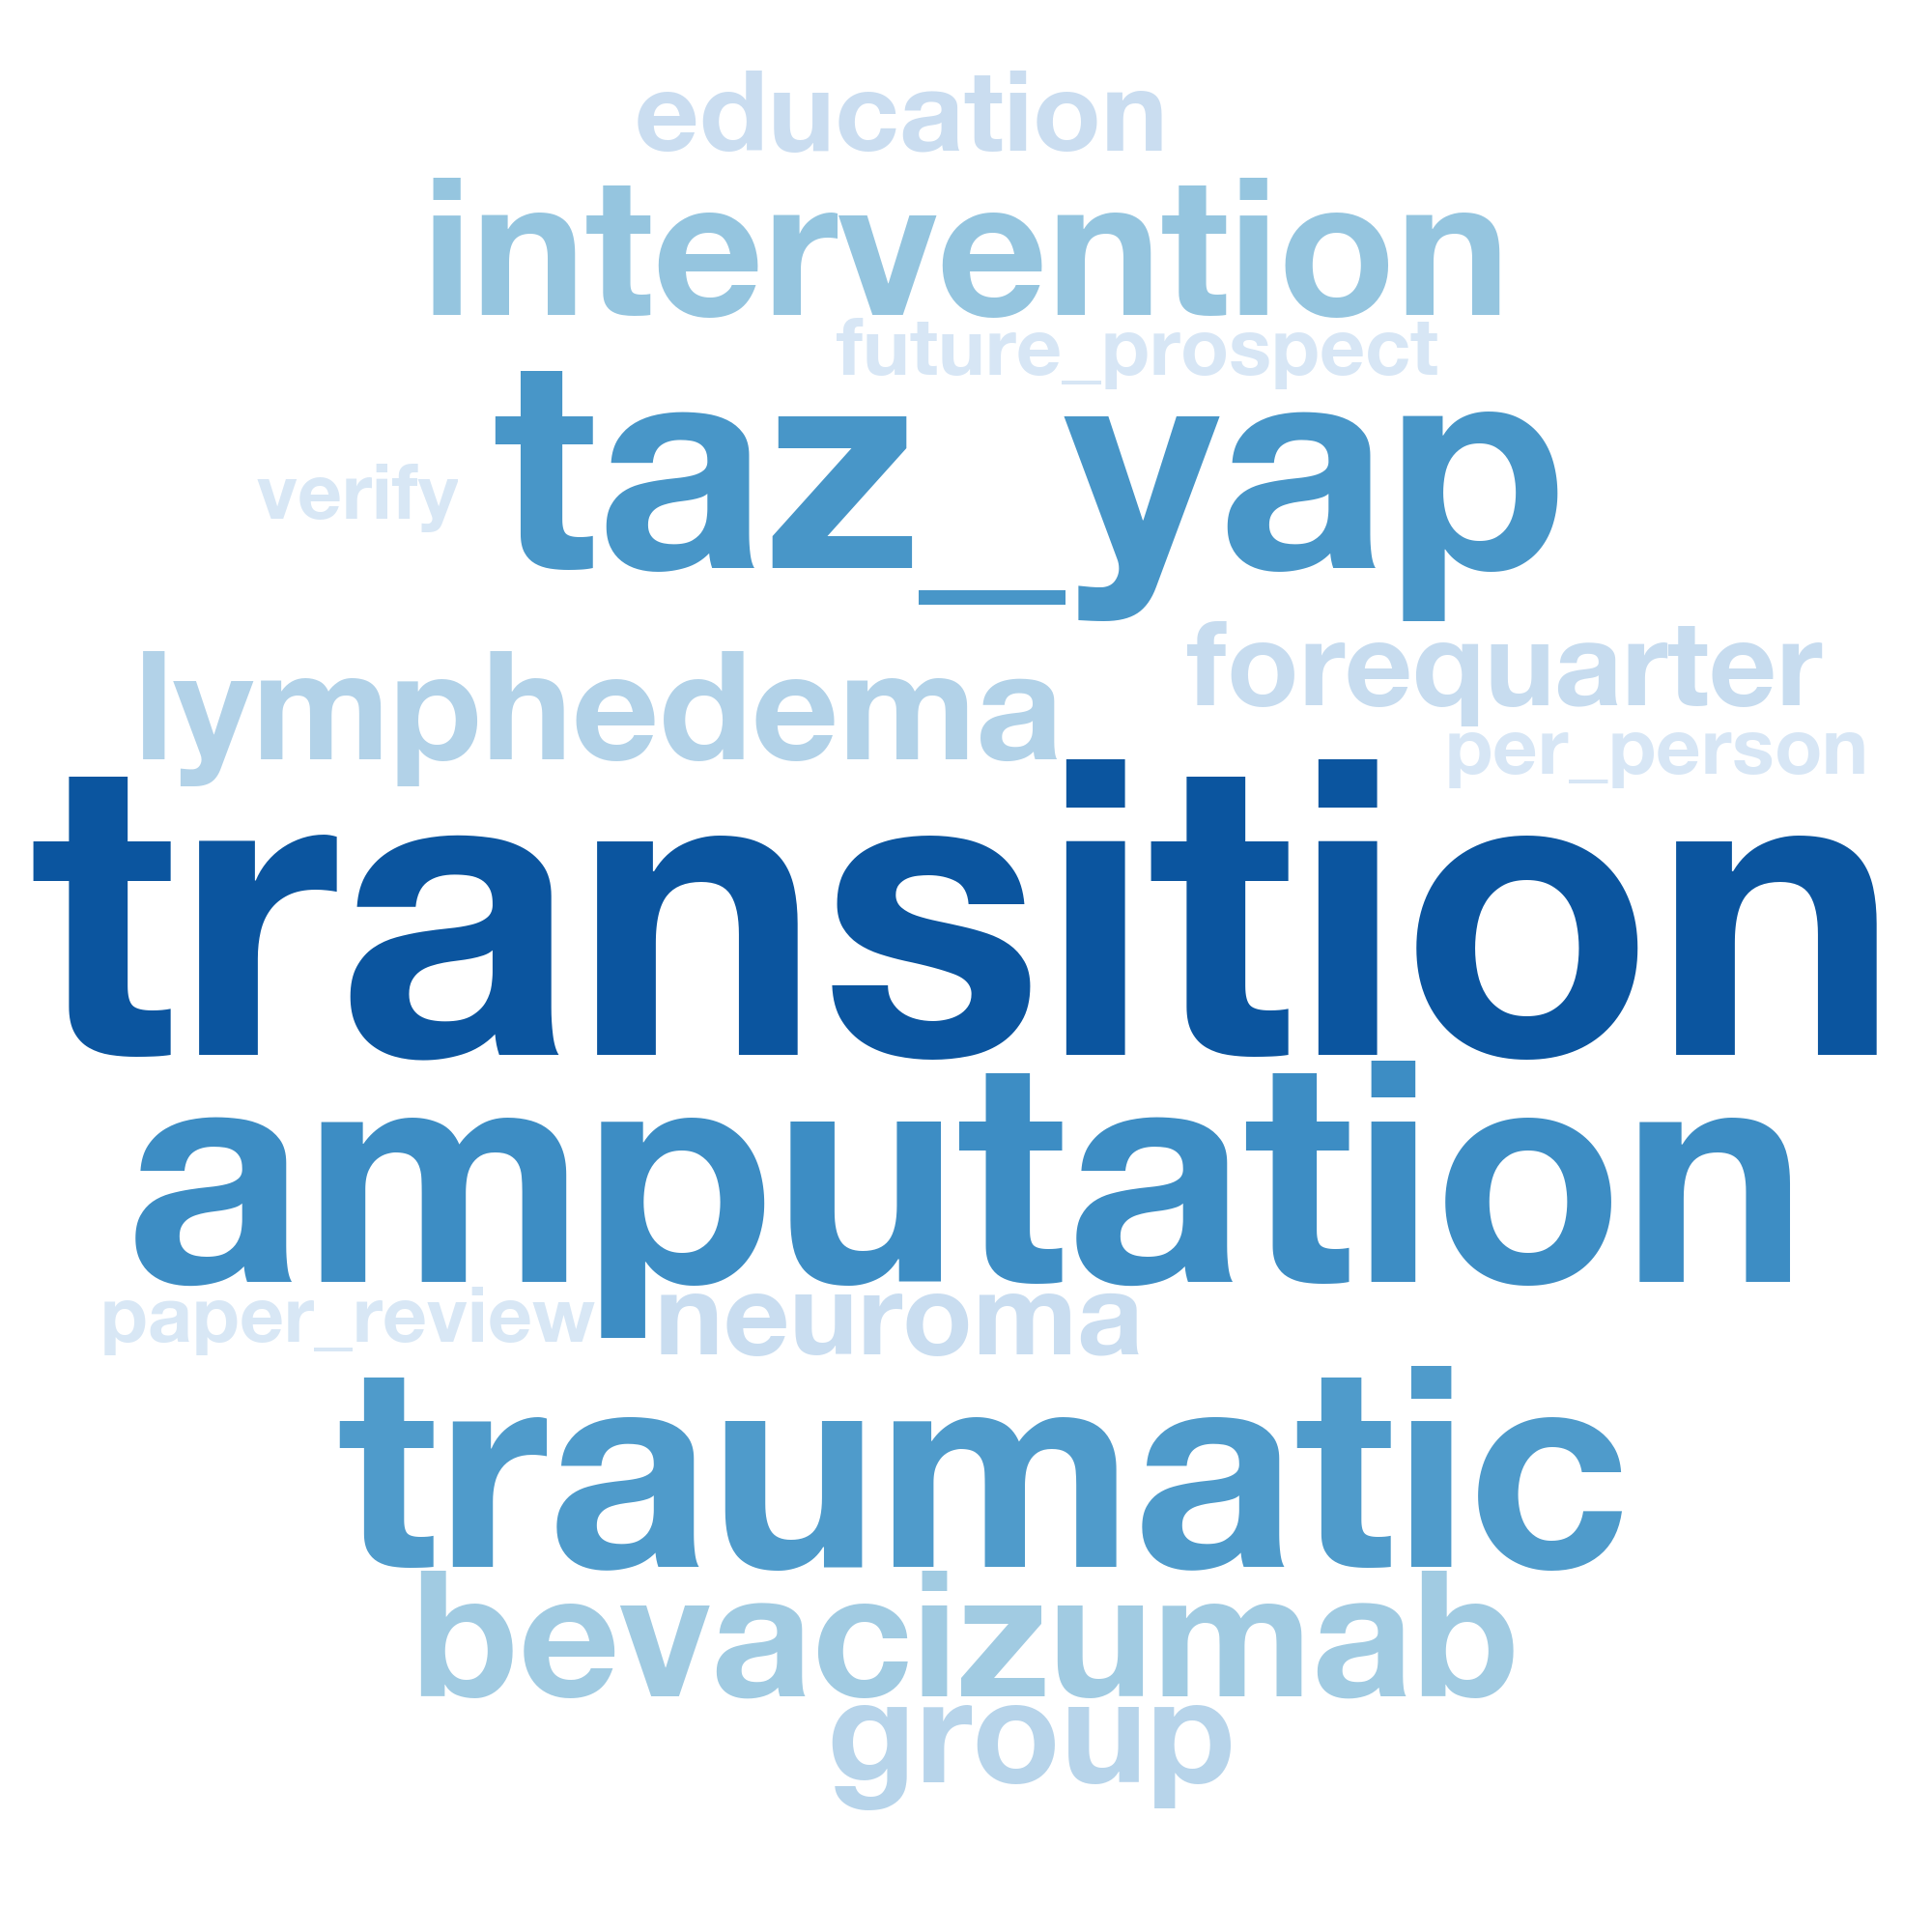 education
intervention
future_prospect
taz_yap
verify
forequarter
lymphedema
per_person
transition
amputation
paper_review
neuroma
traumatic
bevacizumab
group